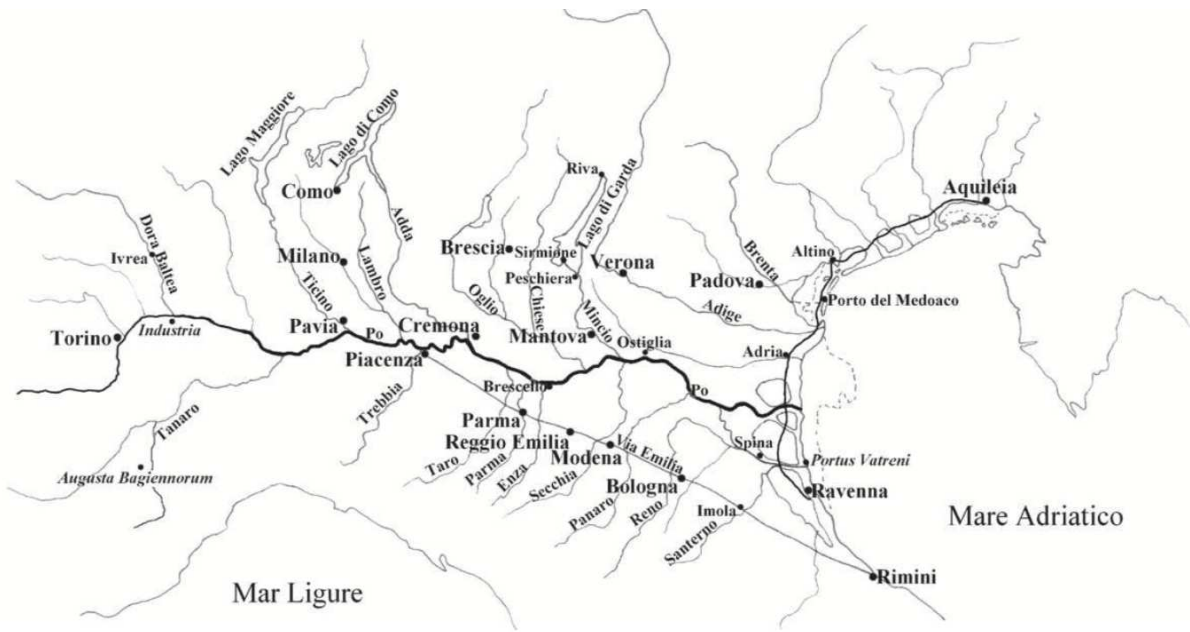 Lago Maggiore
Lago di Como
Como
Riva
Lago di Garda
Aquileia
Dora Baltea
Ivrea
Adda
Milano
Lambro
Ticino
Brescia
Sirmione
Peschiera
Verona
Brenta
Altino
Padova
Porto del Medoaco
Oglio
Chiese
Mincio
Adige
Torino
Industria
Pavia
Po
Cremona
Mantova
Ostiglia
Adria
Piacenza
Brescello
Po
Trebbia
Tanaro
Parma
Reggio Emilia
Modena
Via Emilia
Spina
Portus Vatreni
Augusta Bagiennorum
Taro
Parma
Enza
Secchia
Bologna
Ravenna
Panaro
Reno
Imola
Santerno
Mare Adriatico
Mar Ligure
Rimini